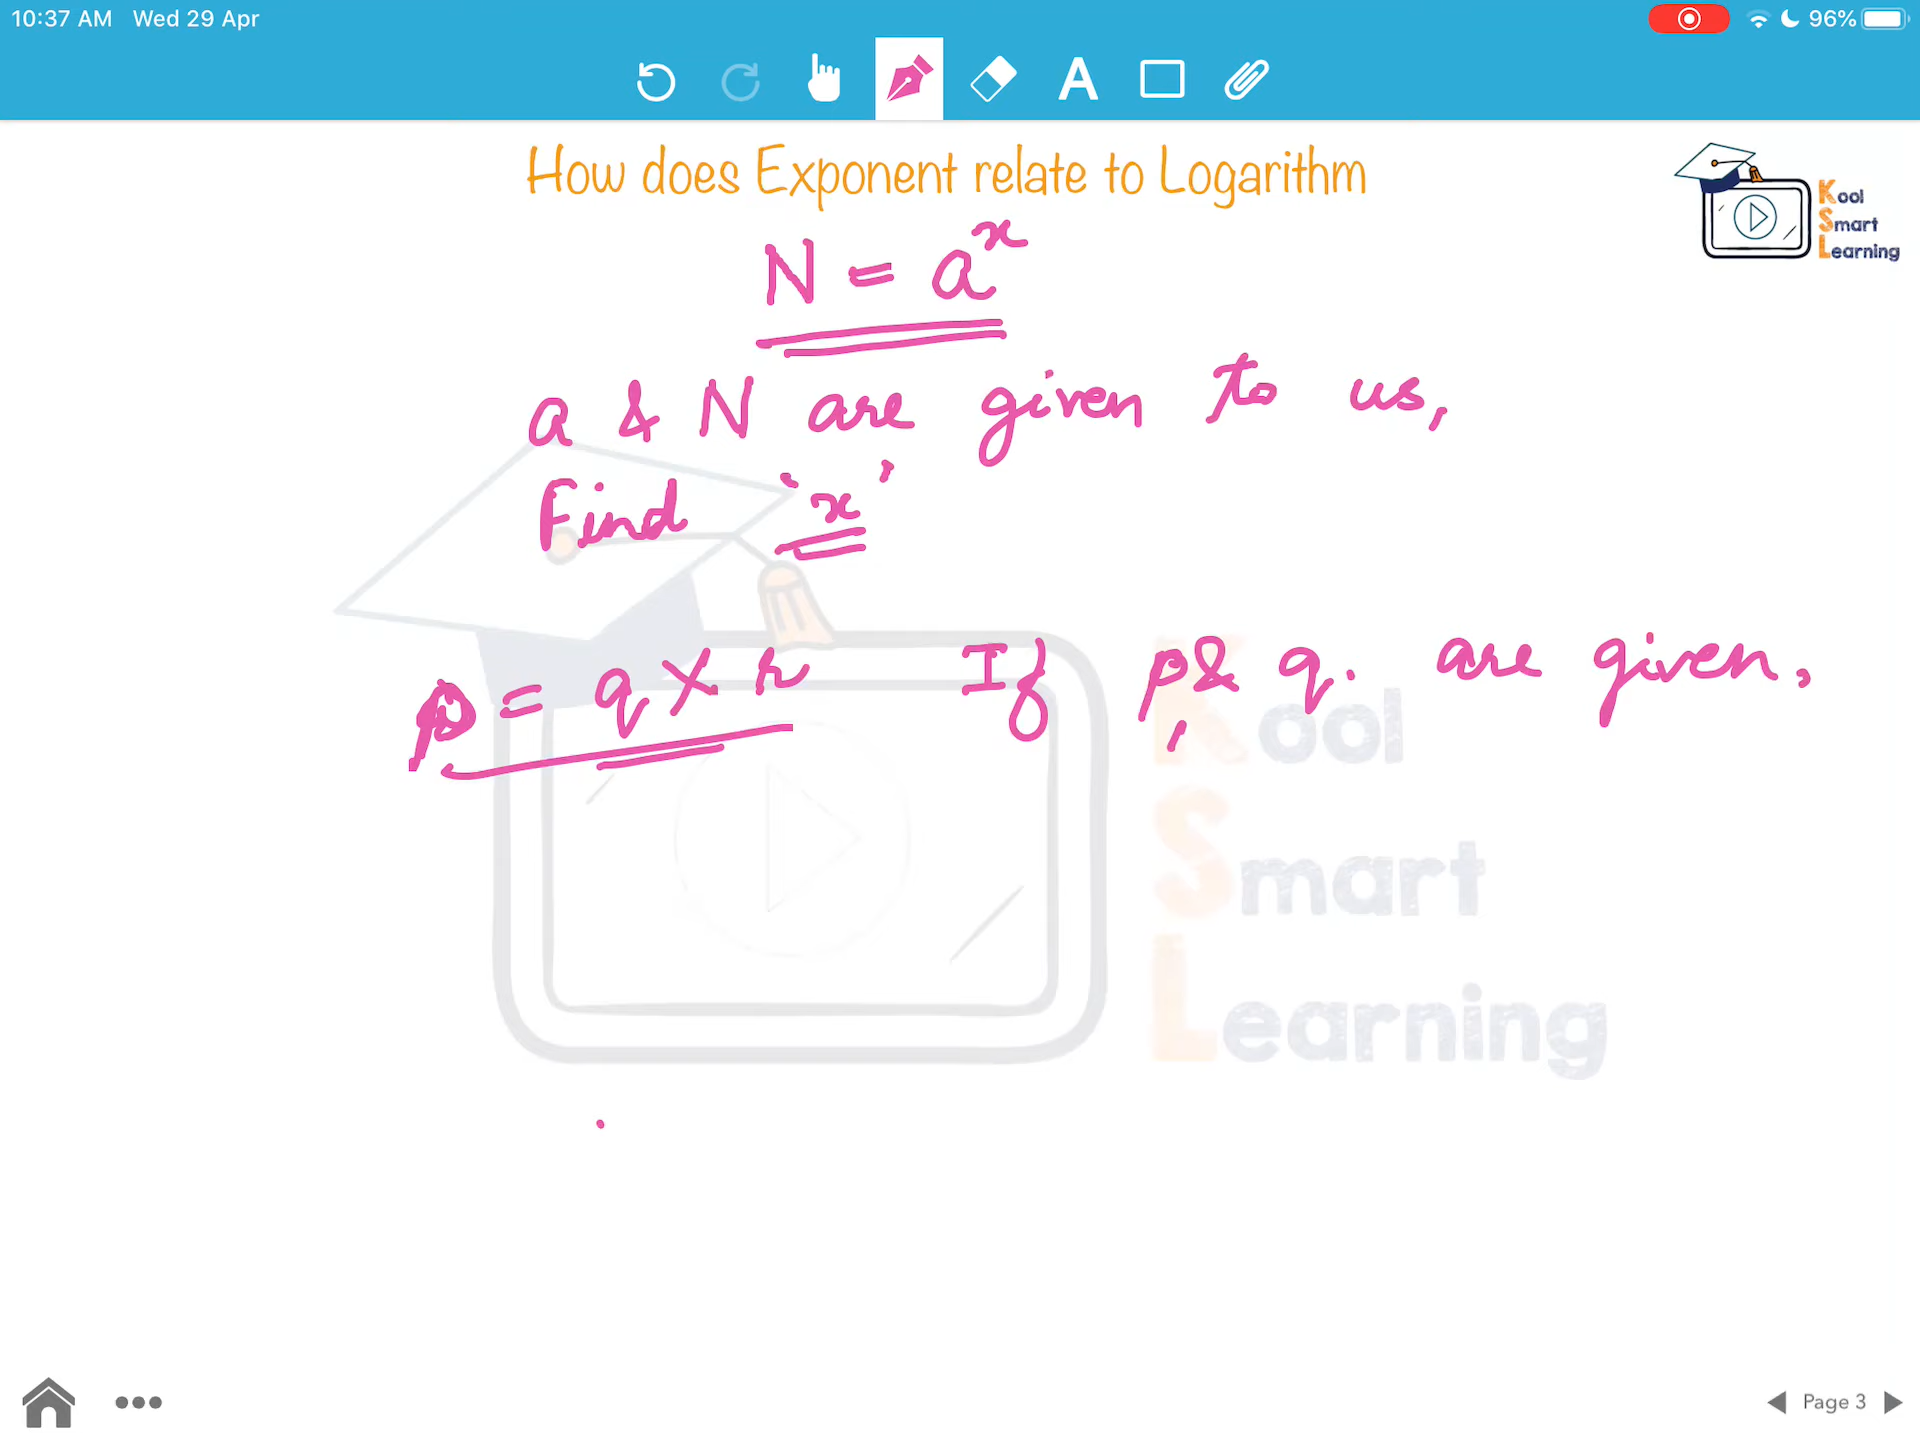 10:37 AM Wed 29 Apr 96%
How does Exponent relate to Logarithm
Kool
Smart
Learning
N = aˣ
a & N are given to us,
Find 'x'
p = q × r If p & q. are given,
Kool
Smart
Learning
Page 3